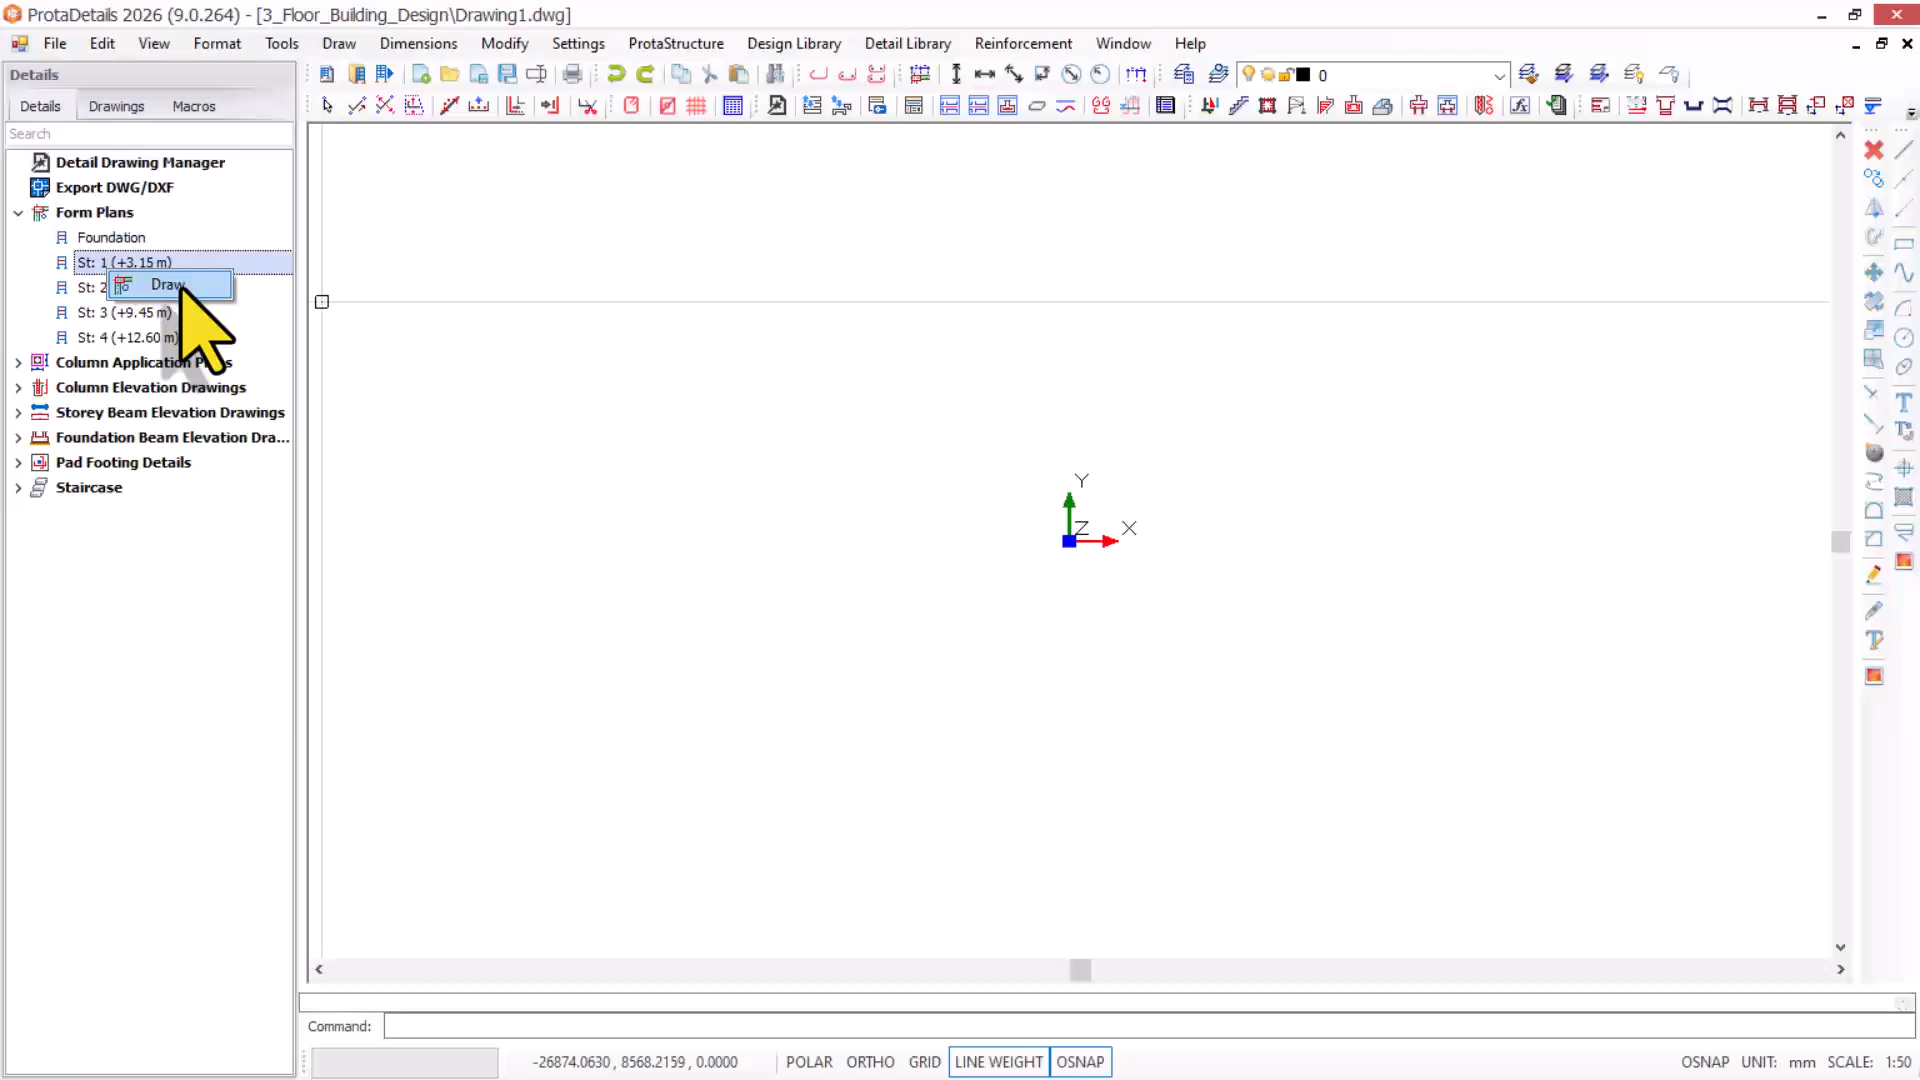 ProtaDetails 2026 (9.0.264) - [3_Floor_Building_Design\Drawing1.dwg]
File Edit View Format Tools Draw Dimensions Modify Settings ProtaStructure Design Library Detail Library Reinforcement Window Help
Details
0
Details Drawings Macros
Search
Detail Drawing Manager
Export DWG/DXF
Form Plans
Foundation
St: 1 (+3.15 m)
Draw
St: 2
St: 3 (+9.45 m)
St: 4 (+12.60 m)
Column Application
Column Elevation Drawings
Storey Beam Elevation Drawings
Foundation Beam Elevation Dra...
Pad Footing Details
Staircase
Y
Z X
Command:
-26874.0630 , 8568.2159 , 0.0000 POLAR ORTHO GRID LINE WEIGHT OSNAP OSNAP UNIT: mm SCALE: 1:50